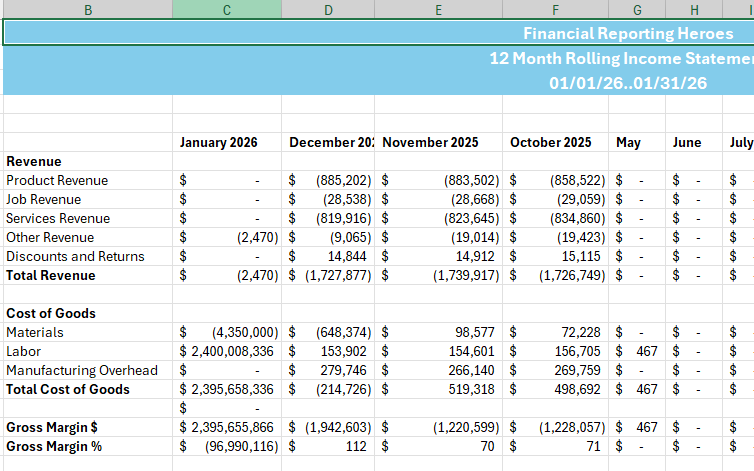 B C D E F G H I
Financial Reporting Heroes
12 Month Rolling Income Statemer
01/01/26..01/31/26
January 2026 December 20 November 2025 October 2025 May June July
Revenue
Product Revenue $ - $ (885,202) $ (883,502) $ (858,522) $ - $ - $
Job Revenue $ - $ (28,538) $ (28,668) $ (29,059) $ - $ - $
Services Revenue $ - $ (819,916) $ (823,645) $ (834,860) $ - $ - $
Other Revenue $ (2,470) $ (9,065) $ (19,014) $ (19,423) $ - $ - $
Discounts and Returns $ - $ 14,844 $ 14,912 $ 15,115 $ - $ - $
Total Revenue $ (2,470) $ (1,727,877) $ (1,739,917) $ (1,726,749) $ - $ - $
Cost of Goods
Materials $ (4,350,000) $ (648,374) $ 98,577 $ 72,228 $ - $ - $
Labor $ 2,400,008,336 $ 153,902 $ 154,601 $ 156,705 $ 467 $ - $
Manufacturing Overhead $ - $ 279,746 $ 266,140 $ 269,759 $ - $ - $
Total Cost of Goods $ 2,395,658,336 $ (214,726) $ 519,318 $ 498,692 $ 467 $ - $
$ -
Gross Margin $ $ 2,395,655,866 $ (1,942,603) $ (1,220,599) $ (1,228,057) $ 467 $ - $
Gross Margin % $ (96,990,116) $ 112 $ 70 $ 71 $ - $ - $